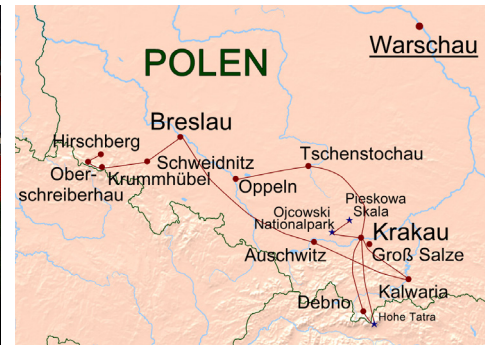 Warschau
POLEN
Breslau
Hirschberg
Schweidnitz
Tschenstochau
Ober-
schreiberhau
Krummhübel
Oppeln
Pieskowa
Skala
Ojcowski
Nationalpark
Krakau
Groß Salze
Auschwitz
Kalwaria
Debno
Hohe Tatra